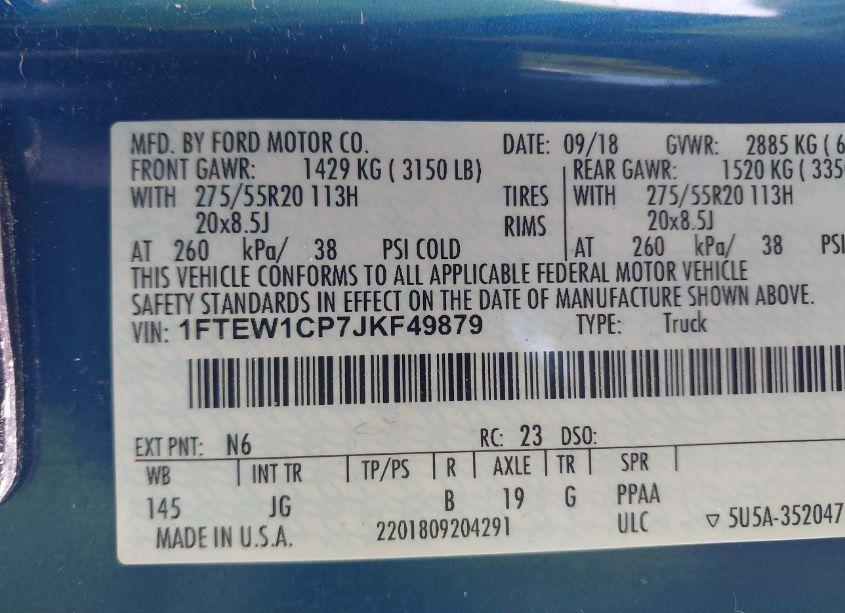 MFD. BY FORD MOTOR CO. DATE: 09/18 GVWR: 2885 KG ( 6
FRONT GAWR: 1429 KG ( 3150 LB) REAR GAWR: 1520 KG ( 335
WITH 275/55R20 113H TIRES WITH 275/55R20 113H
20x8.5J RIMS 20x8.5J
AT 260 kPa/ 38 PSI COLD AT 260 kPa/ 38 PSI
THIS VEHICLE CONFORMS TO ALL APPLICABLE FEDERAL MOTOR VEHICLE
SAFETY STANDARDS IN EFFECT ON THE DATE OF MANUFACTURE SHOWN ABOVE.
VIN: 1FTEW1CP7JKF49879 TYPE: Truck
EXT PNT: N6 RC: 23 DSO:
WB INT TR TP/PS R AXLE TR SPR
145 JG B 19 G PPAA
MADE IN U.S.A. 2201809204291 ULC ▽ 5U5A-352047